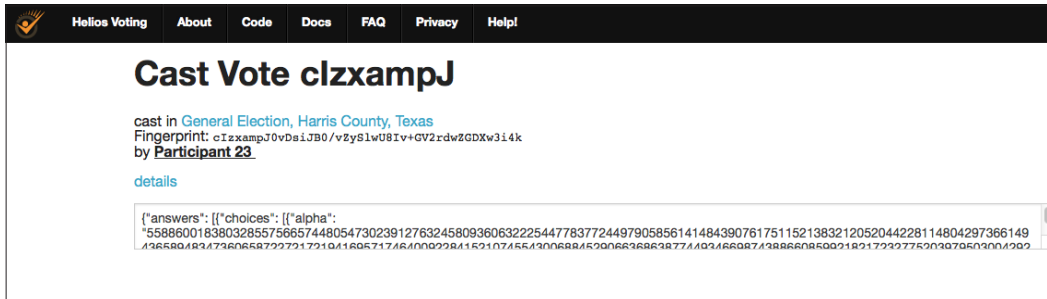 Helios Voting About Code Docs FAQ Privacy Help!
Cast Vote cIzxampJ
cast in General Election, Harris County, Texas
Fingerprint: cIzxampJ0vDsiJB0/vZySlwU8Iv+GV2rdwZGDXw3i4k
by Participant 23
details
{"answers": [{"choices": [{"alpha":
"55886001838032855756657448054730239127632458093606322254477837724497905856141484390761751152138321205204422811480429736614​9